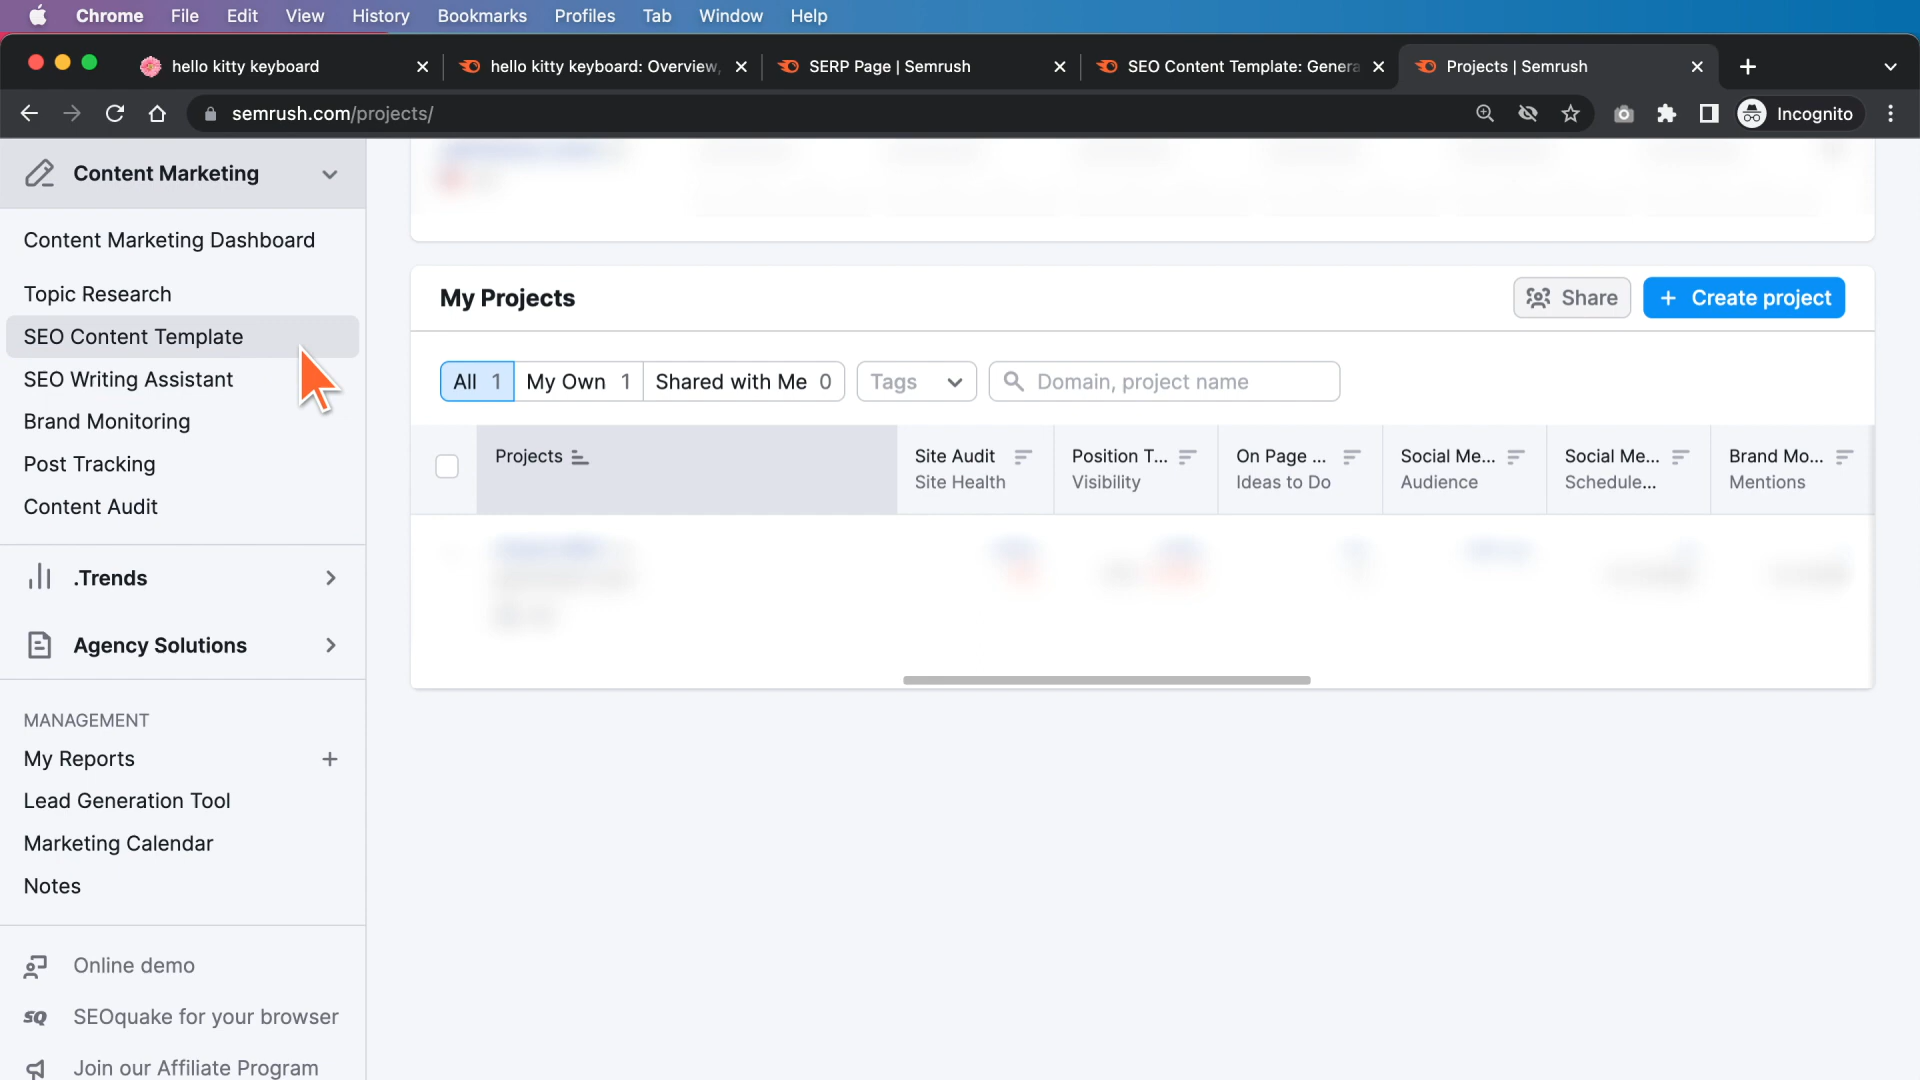 Chrome File Edit View History Bookmarks Profiles Tab Window Help
hello kitty keyboard
hello kitty keyboard: Overview,
SERP Page | Semrush
SEO Content Template: Genera
Projects | Semrush
semrush.com/projects/
Incognito
Content Marketing
Content Marketing Dashboard
Topic Research
SEO Content Template
SEO Writing Assistant
Brand Monitoring
Post Tracking
Content Audit
.Trends
Agency Solutions
MANAGEMENT
My Reports
Lead Generation Tool
Marketing Calendar
Notes
Online demo
SQ SEOquake for your browser
Join our Affiliate Program
My Projects
Share
+ Create project
All 1 My Own 1 Shared with Me 0
Tags
Domain, project name
Projects
Site Audit
Site Health
Position T...
Visibility
On Page ...
Ideas to Do
Social Me...
Audience
Social Me...
Schedule...
Brand Mo...
Mentions